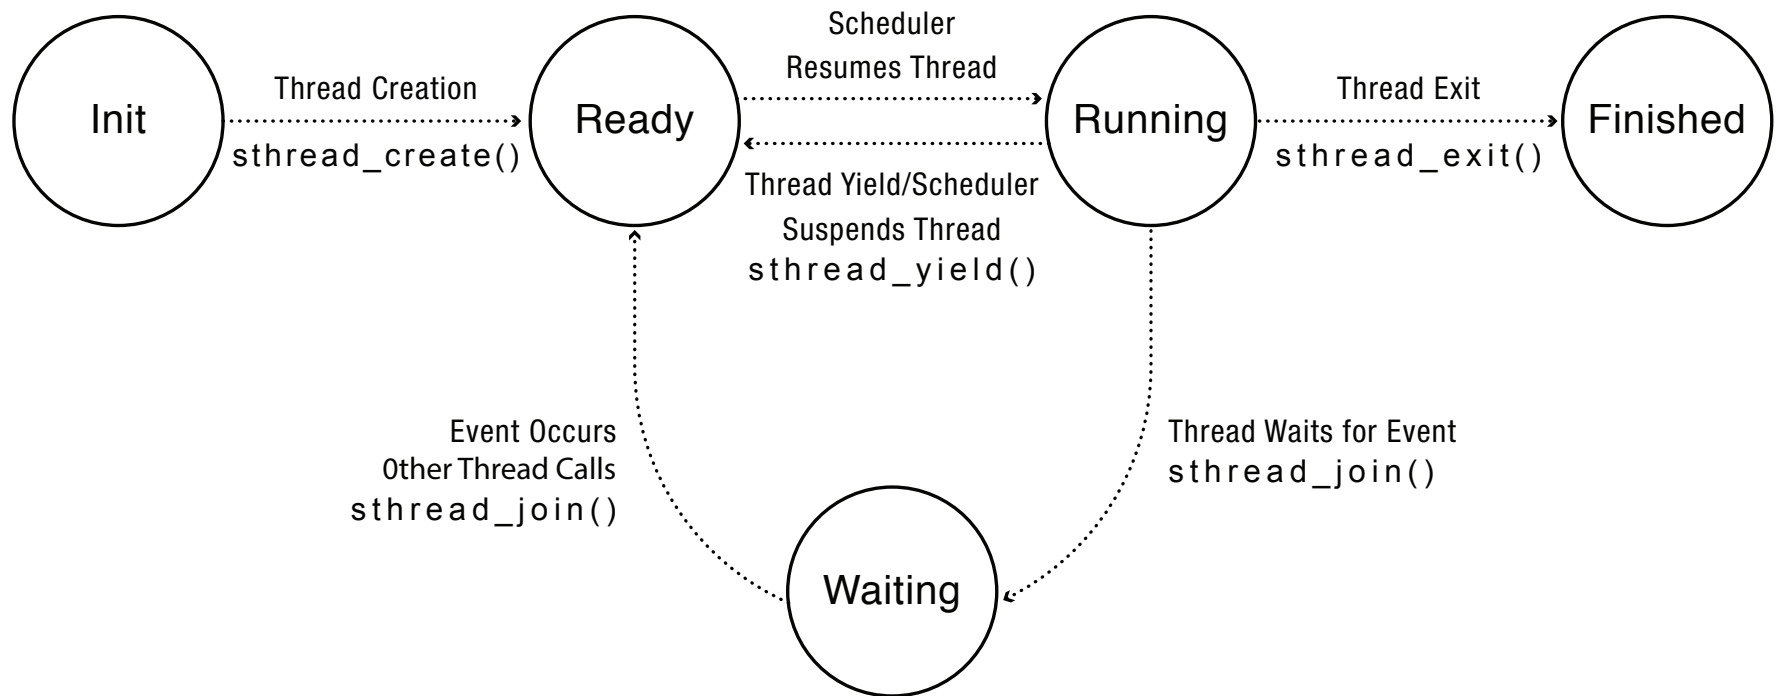 Init
Thread Creation
sthread_create()
Ready
Scheduler
Resumes Thread
Thread Yield/Scheduler
Suspends Thread
sthread_yield()
Running
Thread Exit
sthread_exit()
Finished
Event Occurs
0ther Thread Calls
sthread_join()
Thread Waits for Event
sthread_join()
Waiting